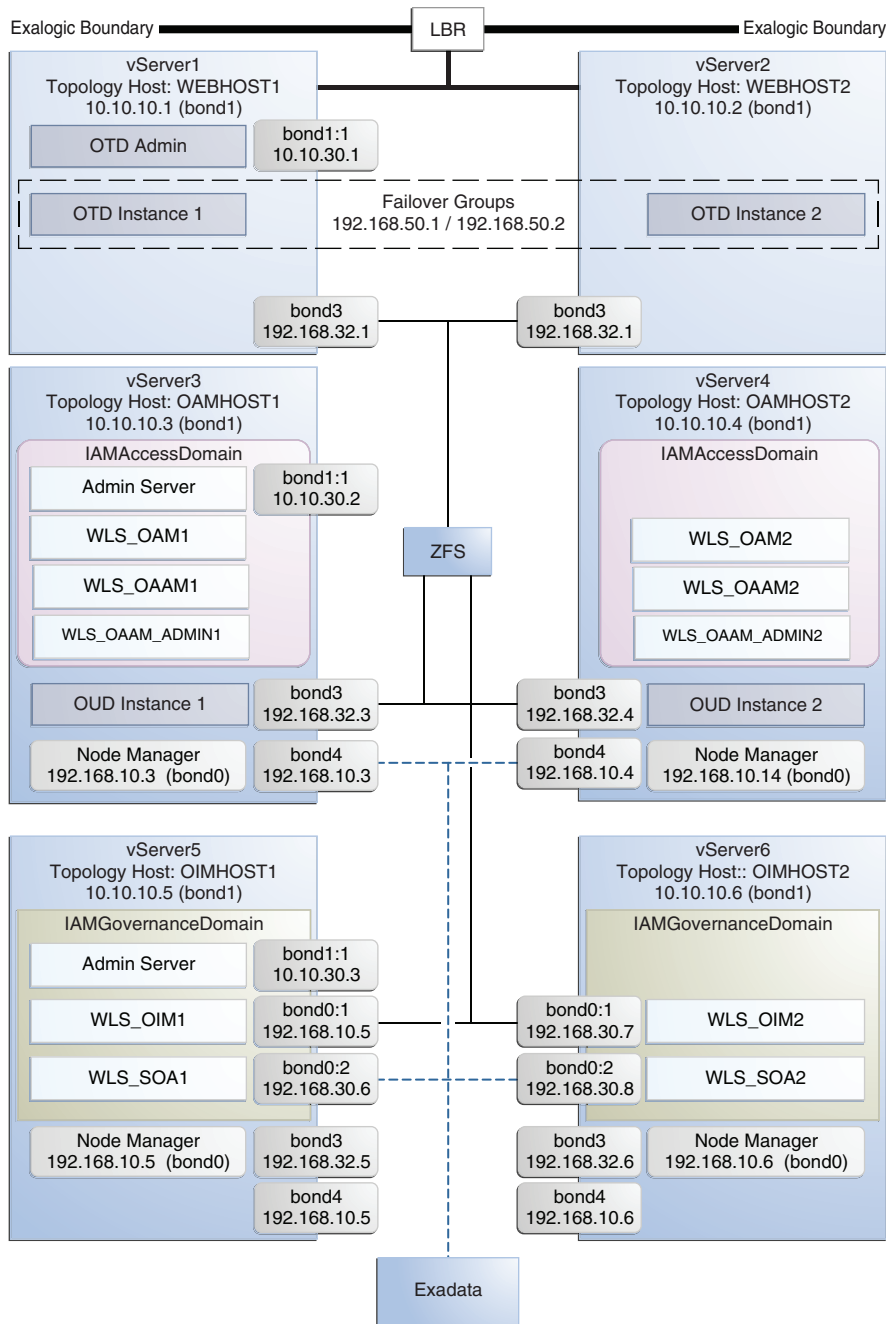 Exalogic Boundary
LBR
Exalogic Boundary
vServer1
Topology Host: WEBHOST1
10.10.10.1 (bond1)
OTD Admin
bond1:1
10.10.30.1
vServer2
Topology Host: WEBHOST2
10.10.10.2 (bond1)
OTD Instance 1
Failover Groups
192.168.50.1 / 192.168.50.2
OTD Instance 2
bond3
192.168.32.1
bond3
192.168.32.1
vServer3
Topology Host: OAMHOST1
10.10.10.3 (bond1)
IAMAccessDomain
Admin Server
bond1:1
10.10.30.2
WLS_OAM1
WLS_OAAM1
WLS_OAAM_ADMIN1
OUD Instance 1
bond3
192.168.32.3
Node Manager
192.168.10.3 (bond0)
bond4
192.168.10.3
ZFS
vServer4
Topology Host: OAMHOST2
10.10.10.4 (bond1)
IAMAccessDomain
WLS_OAM2
WLS_OAAM2
WLS_OAAM_ADMIN2
bond3
192.168.32.4
OUD Instance 2
bond4
192.168.10.4
Node Manager
192.168.10.14 (bond0)
vServer5
Topology Host: OIMHOST1
10.10.10.5 (bond1)
IAMGovernanceDomain
Admin Server
bond1:1
10.10.30.3
WLS_OIM1
bond0:1
192.168.10.5
WLS_SOA1
bond0:2
192.168.30.6
Node Manager
192.168.10.5 (bond0)
bond3
192.168.32.5
bond4
192.168.10.5
vServer6
Topology Host:: OIMHOST2
10.10.10.6 (bond1)
IAMGovernanceDomain
bond0:1
192.168.30.7
WLS_OIM2
bond0:2
192.168.30.8
WLS_SOA2
bond3
192.168.32.6
Node Manager
192.168.10.6 (bond0)
bond4
192.168.10.6
Exadata